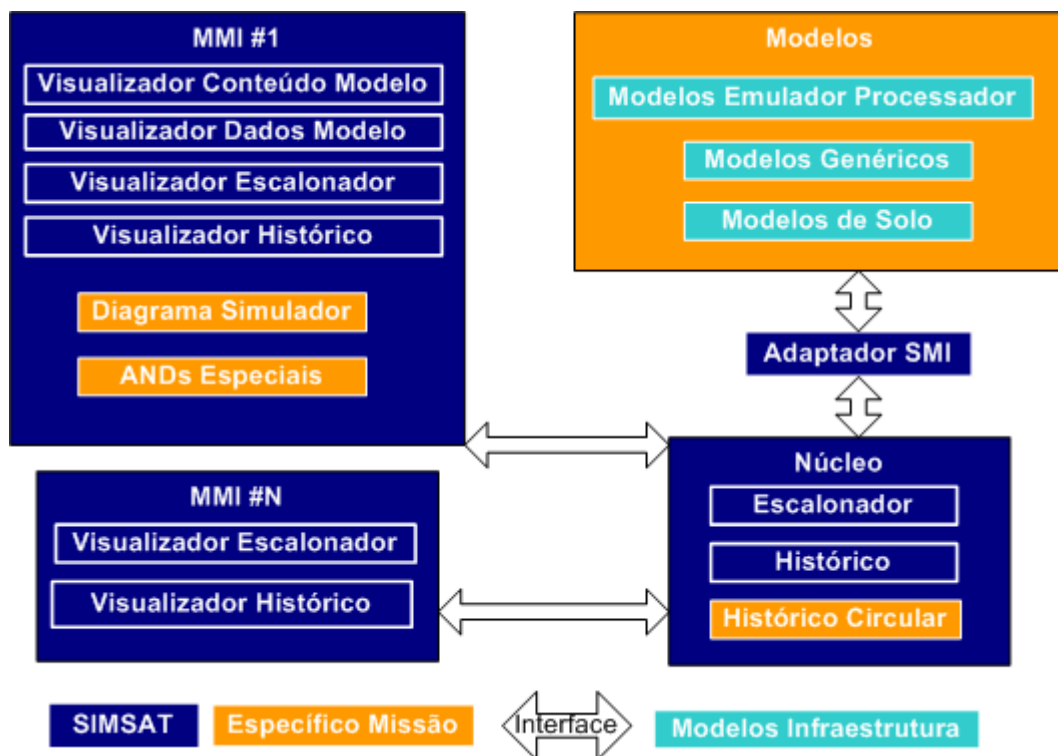 MMI #1
Visualizador Conteúdo Modelo
Visualizador Dados Modelo
Visualizador Escalonador
Visualizador Histórico
Diagrama Simulador
ANDs Especiais
Modelos
Modelos Emulador Processador
Modelos Genéricos
Modelos de Solo
Adaptador SMI
MMI #N
Visualizador Escalonador
Visualizador Histórico
Núcleo
Escalonador
Histórico
Histórico Circular
SIMSAT
Específico Missão
Interface
Modelos Infraestrutura